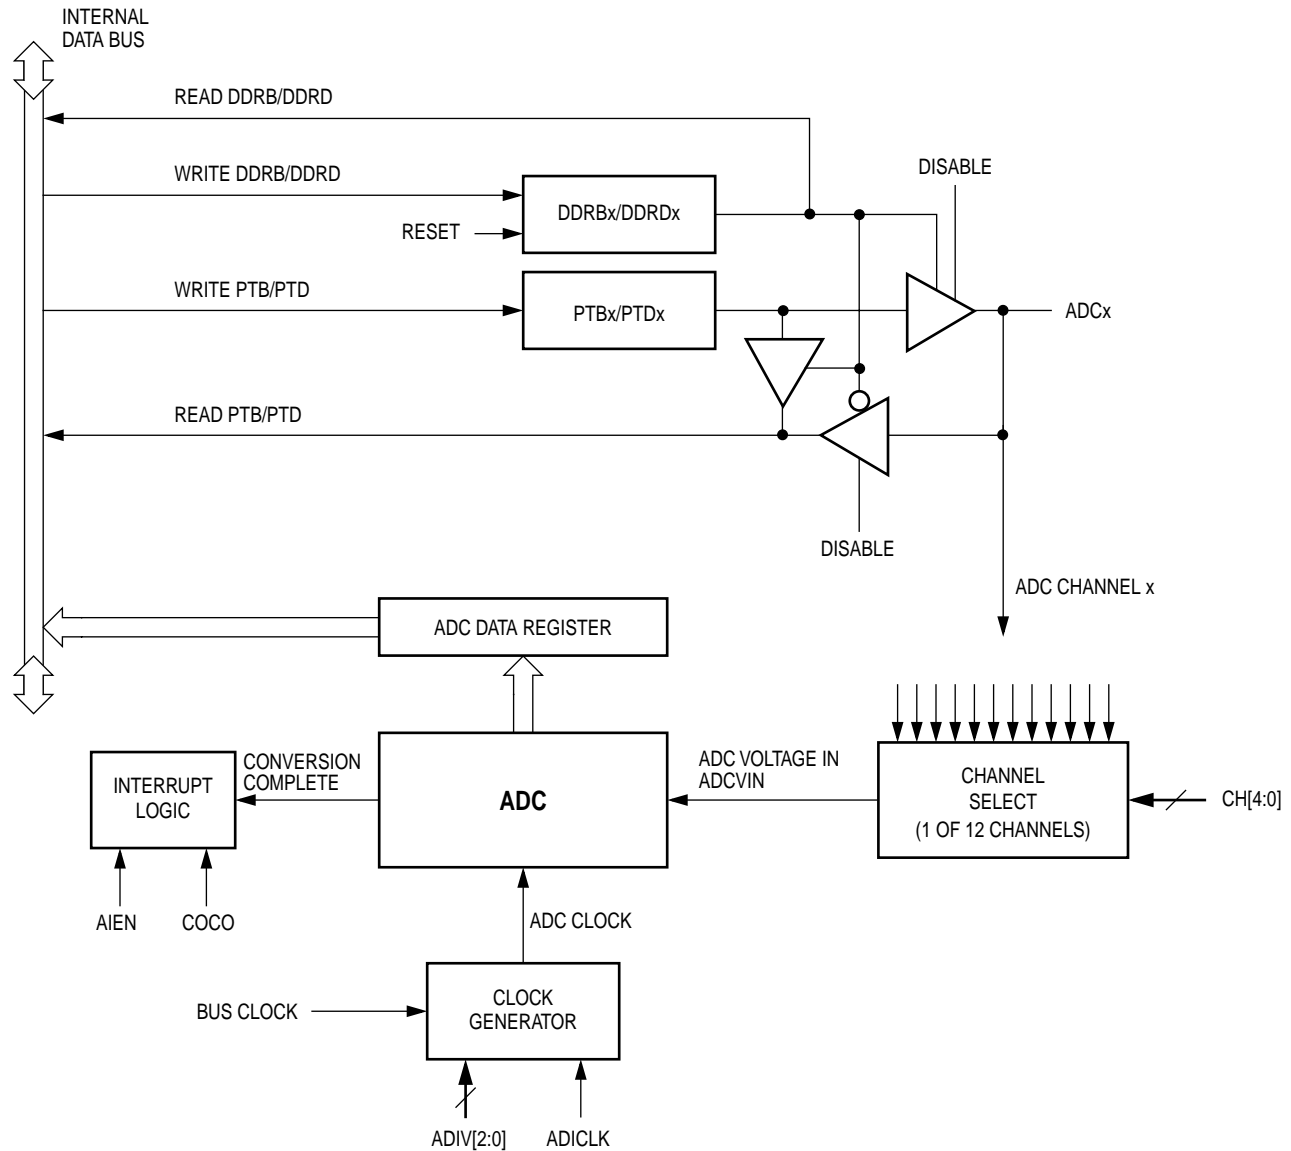 INTERNAL
DATA BUS
READ DDRB/DDRD
WRITE DDRB/DDRD
DISABLE
DDRBx/DDRDx
RESET
WRITE PTB/PTD
PTBx/PTDx
ADCx
READ PTB/PTD
DISABLE
ADC CHANNEL x
ADC DATA REGISTER
INTERRUPT
LOGIC
CONVERSION
COMPLETE
ADC
ADC VOLTAGE IN
ADCVIN
CHANNEL
SELECT
(1 OF 12 CHANNELS)
CH[4:0]
AIEN
COCO
ADC CLOCK
BUS CLOCK
CLOCK
GENERATOR
ADIV[2:0]
ADICLK